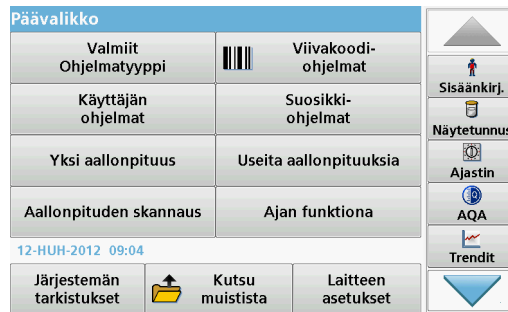 Päävalikko
Valmiit
Ohjelmatyyppi
Viivakoodi-
ohjelmat
Käyttäjän
ohjelmat
Suosikki-
ohjelmat
Yksi aallonpituus
Useita aallonpituuksia
Aallonpituden skannaus
Ajan funktiona
12-HUH-2012 09:04
Järjestemän
tarkistukset
Kutsu
muistista
Laitteen
asetukset
Sisäänkirj.
Näytetunnus
Ajastin
AQA
Trendit